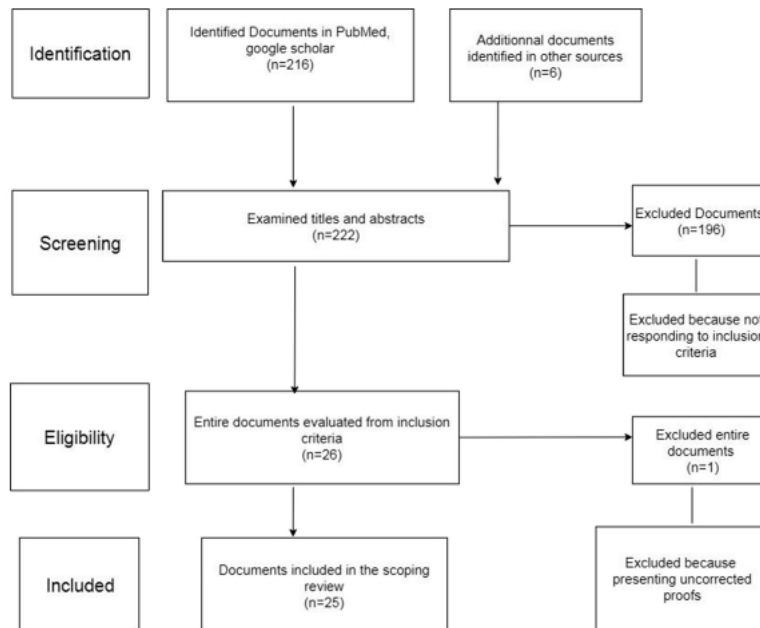 Identification
Identified Documents in PubMed,
google scholar
(n=216)
Additionnal documents
identified in other sources
(n=6)
Screening
Examined titles and abstracts
(n=222)
Excluded Documents
(n=196)
Excluded because not
responding to inclusion
criteria
Eligibility
Entire documents evaluated from inclusion
criteria
(n=26)
Excluded entire
documents
(n=1)
Included
Documents included in the scoping
review
(n=25)
Excluded because
presenting uncorrected
proofs